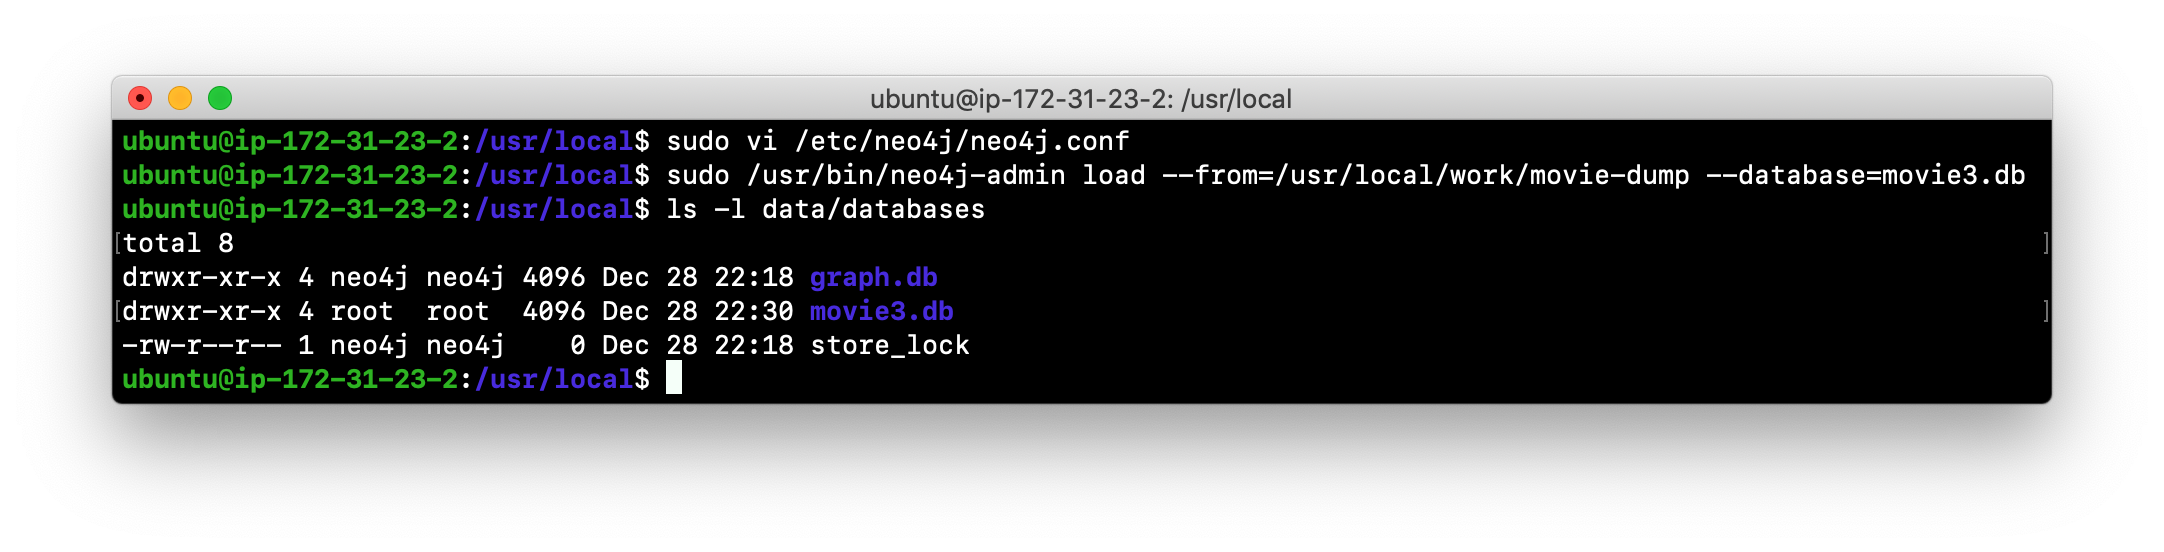 ubuntu@ip-172-31-23-2: /usr/local
ubuntu@ip-172-31-23-2:/usr/local$ sudo vi /etc/neo4j/neo4j.conf
ubuntu@ip-172-31-23-2:/usr/local$ sudo /usr/bin/neo4j-admin load --from=/usr/local/work/movie-dump --database=movie3.db
ubuntu@ip-172-31-23-2:/usr/local$ ls -l data/databases
[total 8 ]
drwxr-xr-x 4 neo4j neo4j 4096 Dec 28 22:18 graph.db
[drwxr-xr-x 4 root  root  4096 Dec 28 22:30 movie3.db ]
-rw-r--r-- 1 neo4j neo4j    0 Dec 28 22:18 store_lock
ubuntu@ip-172-31-23-2:/usr/local$